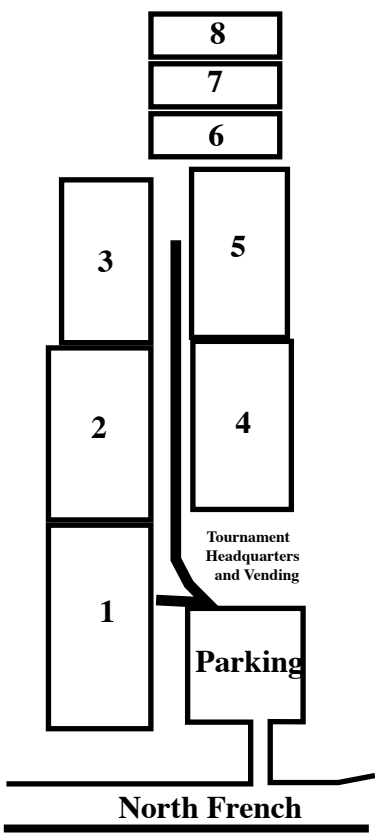 8
7
6
5
3
4
2
Tournament
Headquarters
and Vending
1
Parking
North French